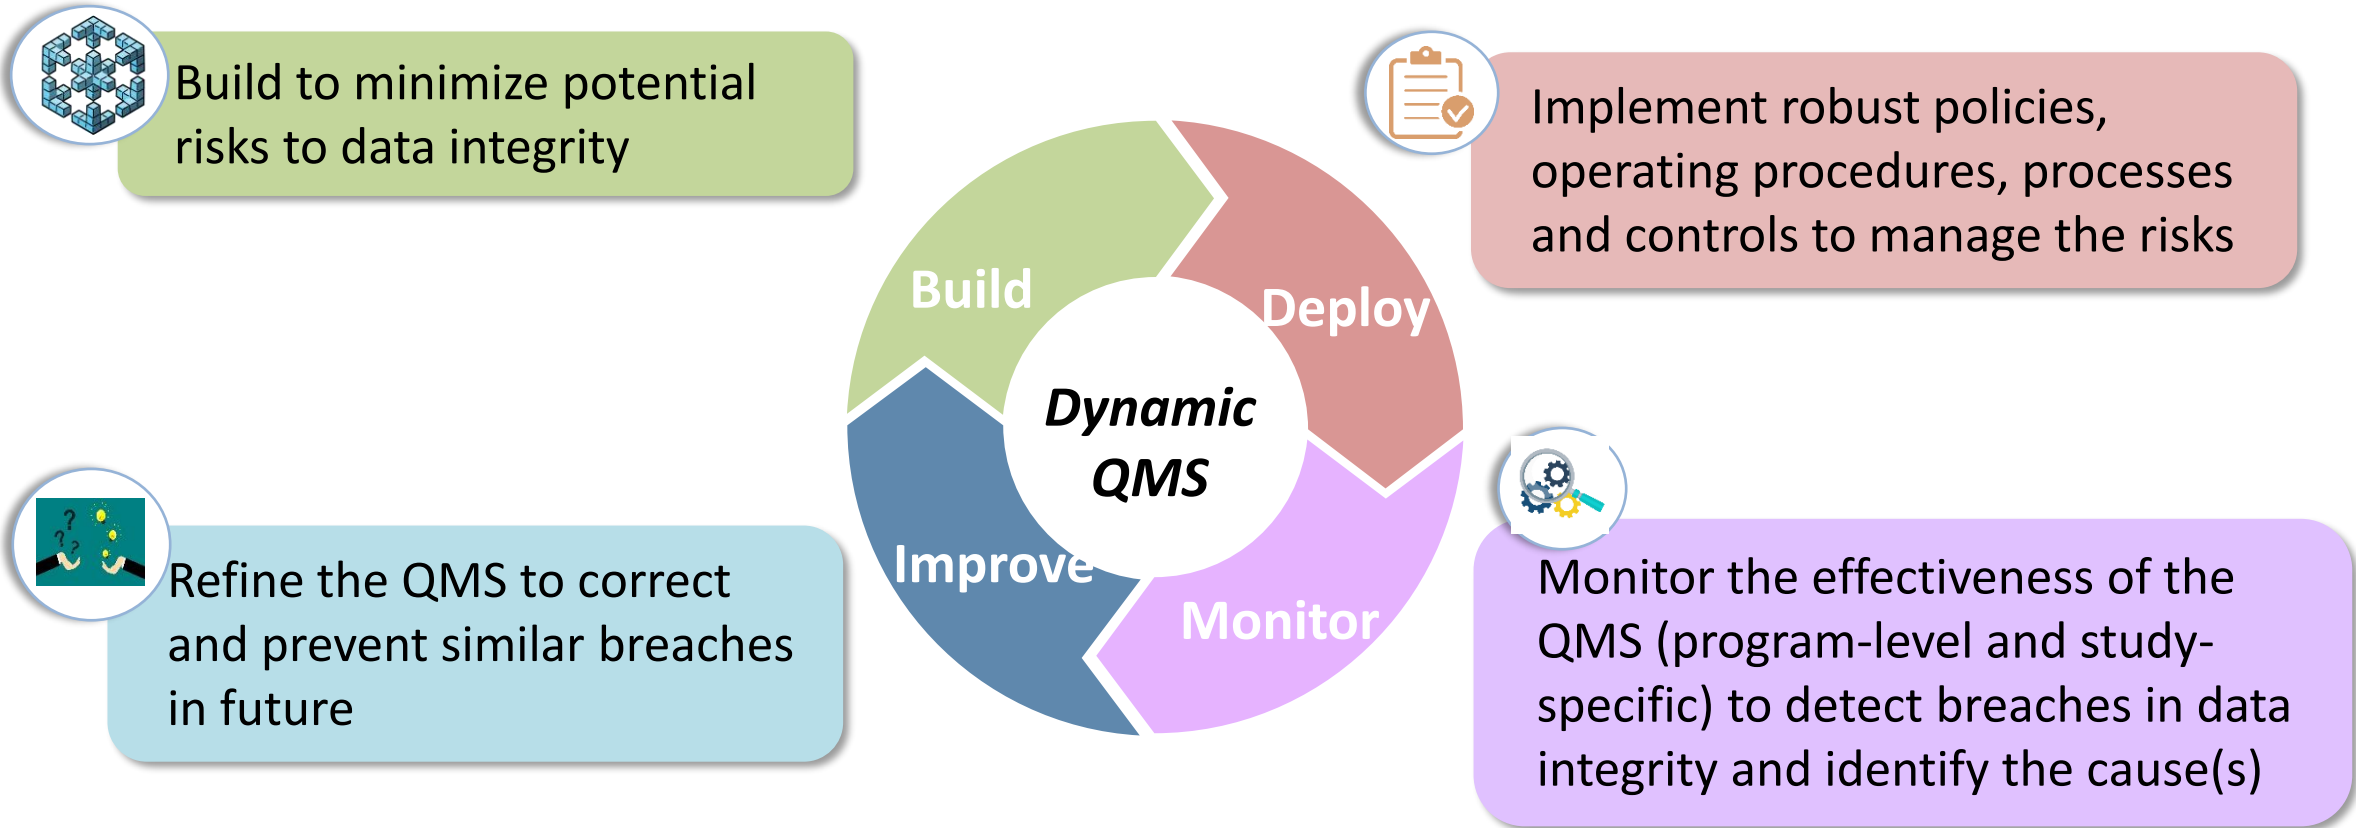 Build to minimize potential
risks to data integrity
Implement robust policies,
operating procedures, processes
and controls to manage the risks
Build
Deploy
Dynamic
QMS
Improve
Monitor
Refine the QMS to correct
and prevent similar breaches
in future
Monitor the effectiveness of the
QMS (program-level and study-
specific) to detect breaches in data
integrity and identify the cause(s)